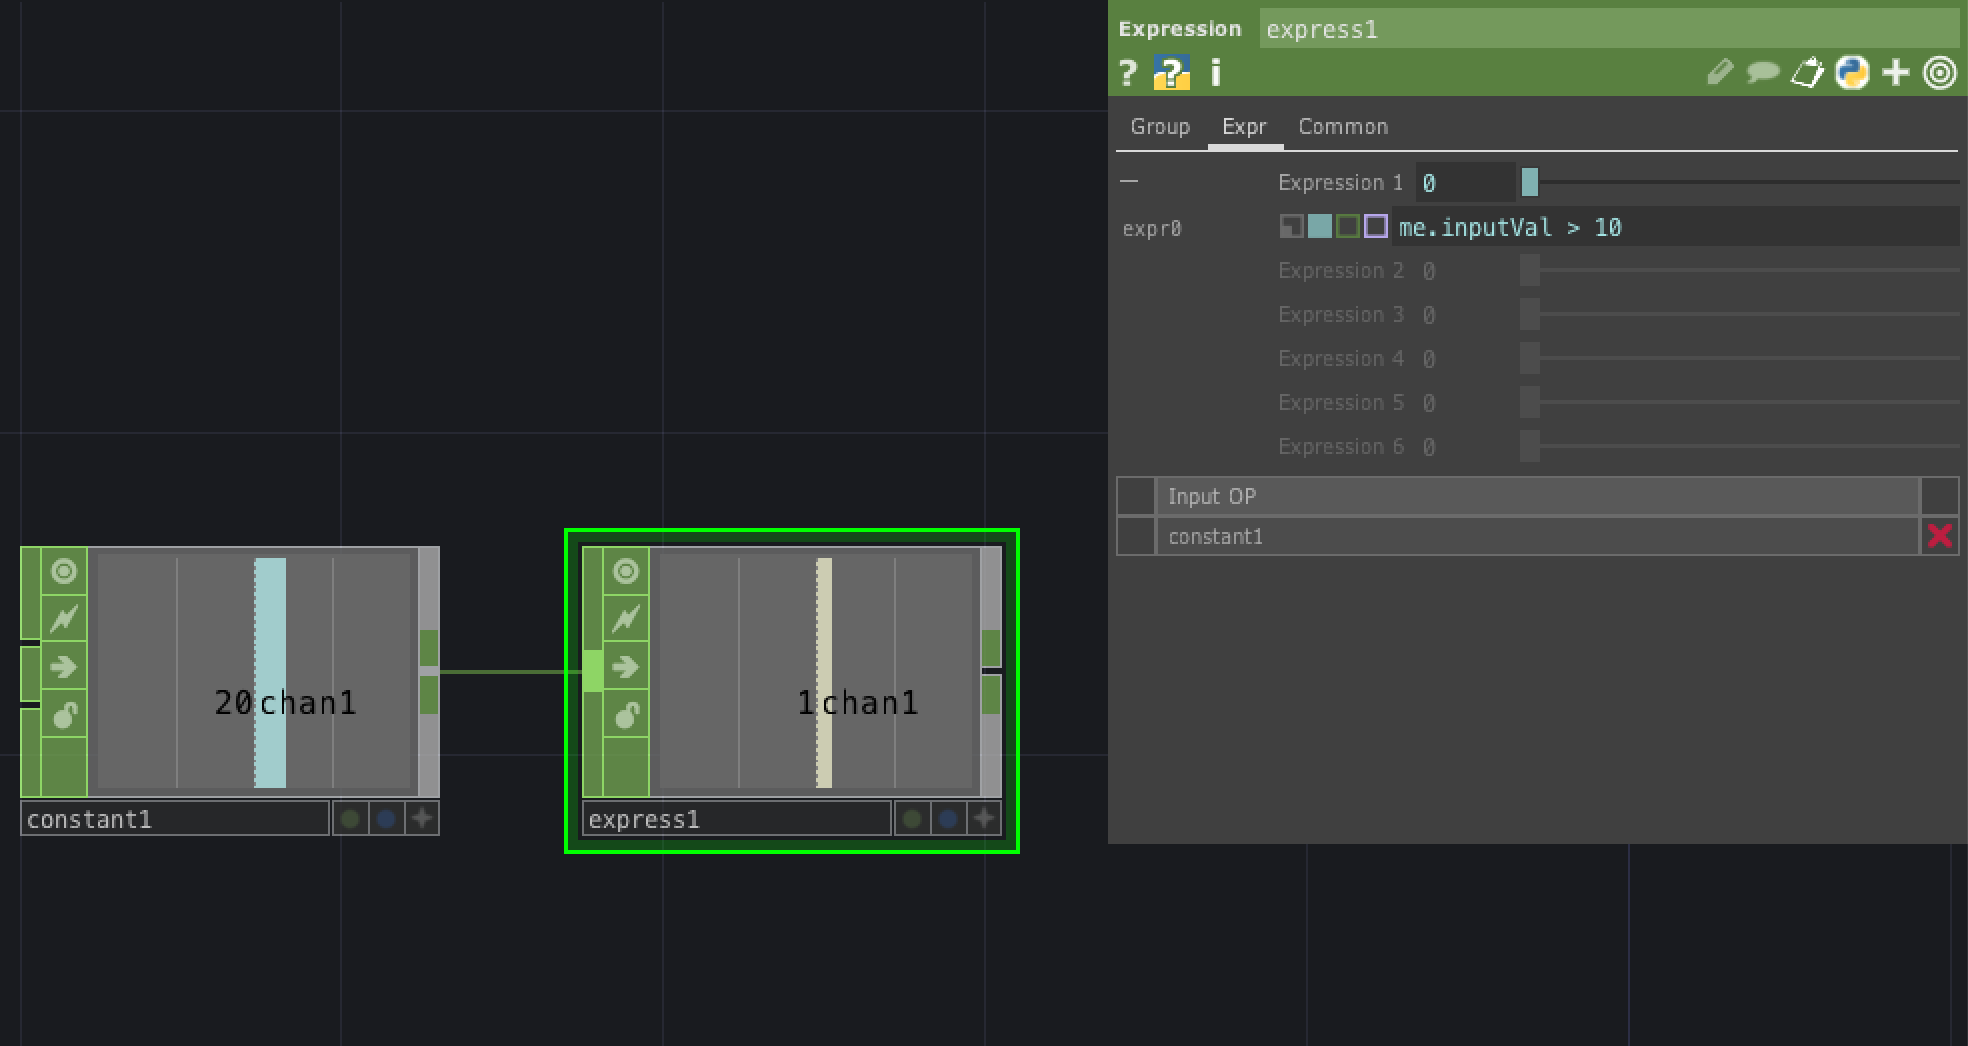 Expression express1
? ? i
Group Expr Common
Expression 1 0
expr0 me.inputVal > 10
Expression 2 0
Expression 3 0
Expression 4 0
Expression 5 0
Expression 6 0
Input OP
constant1
20 chan1
constant1
1 chan1
express1